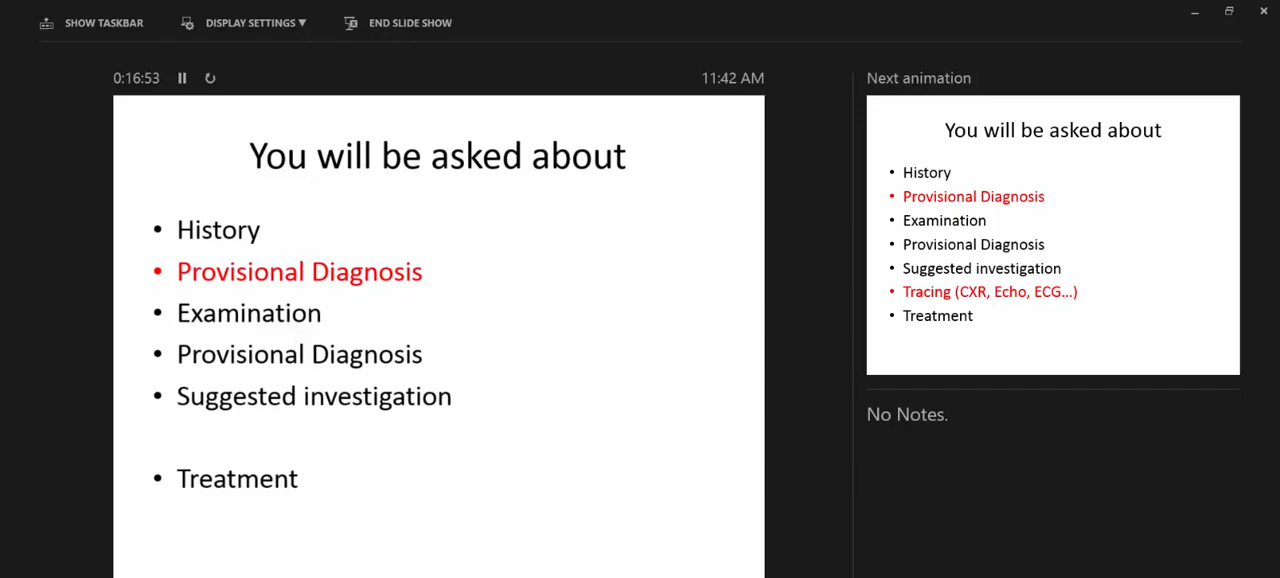 SHOW TASKBAR DISPLAY SETTINGS ▼ END SLIDE SHOW
0:16:53 11:42 AM
You will be asked about
• History
• Provisional Diagnosis
• Examination
• Provisional Diagnosis
• Suggested investigation
• Treatment
Next animation
You will be asked about
• History
• Provisional Diagnosis
• Examination
• Provisional Diagnosis
• Suggested investigation
• Tracing (CXR, Echo, ECG...)
• Treatment
No Notes.